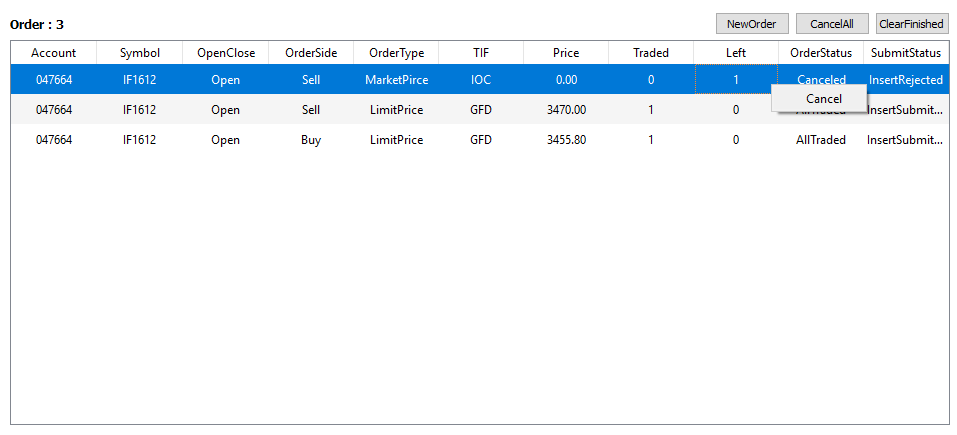 Order : 3 NewOrder CancelAll ClearFinished
Account Symbol OpenClose OrderSide OrderType TIF Price Traded Left OrderStatus SubmitStatus
047664 IF1612 Open Sell MarketPirce IOC 0.00 0 1 Canceled InsertRejected
Cancel
047664 IF1612 Open Sell LimitPrice GFD 3470.00 1 0 AllTraded InsertSubmit...
047664 IF1612 Open Buy LimitPrice GFD 3455.80 1 0 AllTraded InsertSubmit...